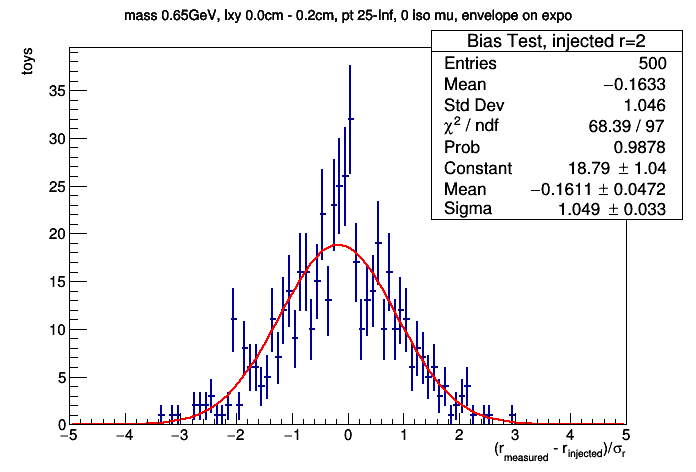 mass 0.65GeV, lxy 0.0cm - 0.2cm, pt 25-Inf, 0 Iso mu, envelope on expo
Bias Test, injected r=2
Entries 500
Mean −0.1633
Std Dev 1.046
χ² / ndf 68.39 / 97
Prob 0.9878
Constant 18.79 ± 1.04
Mean −0.1611 ± 0.0472
Sigma 1.049 ± 0.033
toys
35
30
25
20
15
10
5
0
−5 −4 −3 −2 −1 0 1 2 3 4 5
(r_measured - r_injected)/σ_r